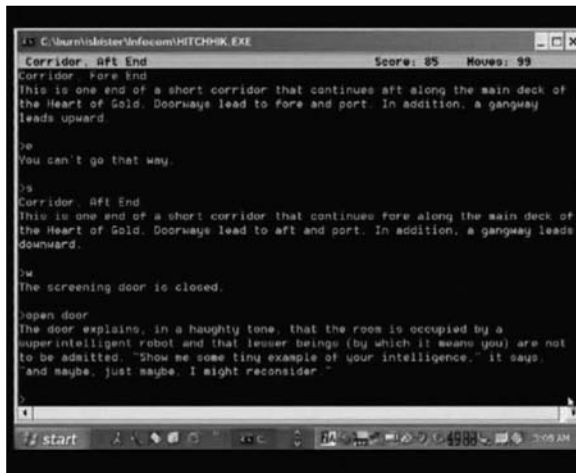 C:\burn\isbister\Infocom\HITCHHIK.EXE
Corridor, Aft End Score: 85 Moves: 99
Corridor, Fore End
This is one end of a short corridor that continues aft along the main deck of
the Heart of Gold. Doorways lead to fore and port. In addition, a gangway
leads upward.
>e
You can't go that way.
>s
Corridor, Aft End
This is one end of a short corridor that continues fore along the main deck of
the Heart of Gold. Doorways lead to aft and port. In addition, a gangway leads
downward.
>w
The screening door is closed.
>open door
The door explains, in a haughty tone, that the room is occupied by a
superintelligent robot and that lesser beings (by which it means you) are not
to be admitted. "Show me some tiny example of your intelligence," it says,
"and maybe, just maybe, I might reconsider."
>
start 3:05 AM